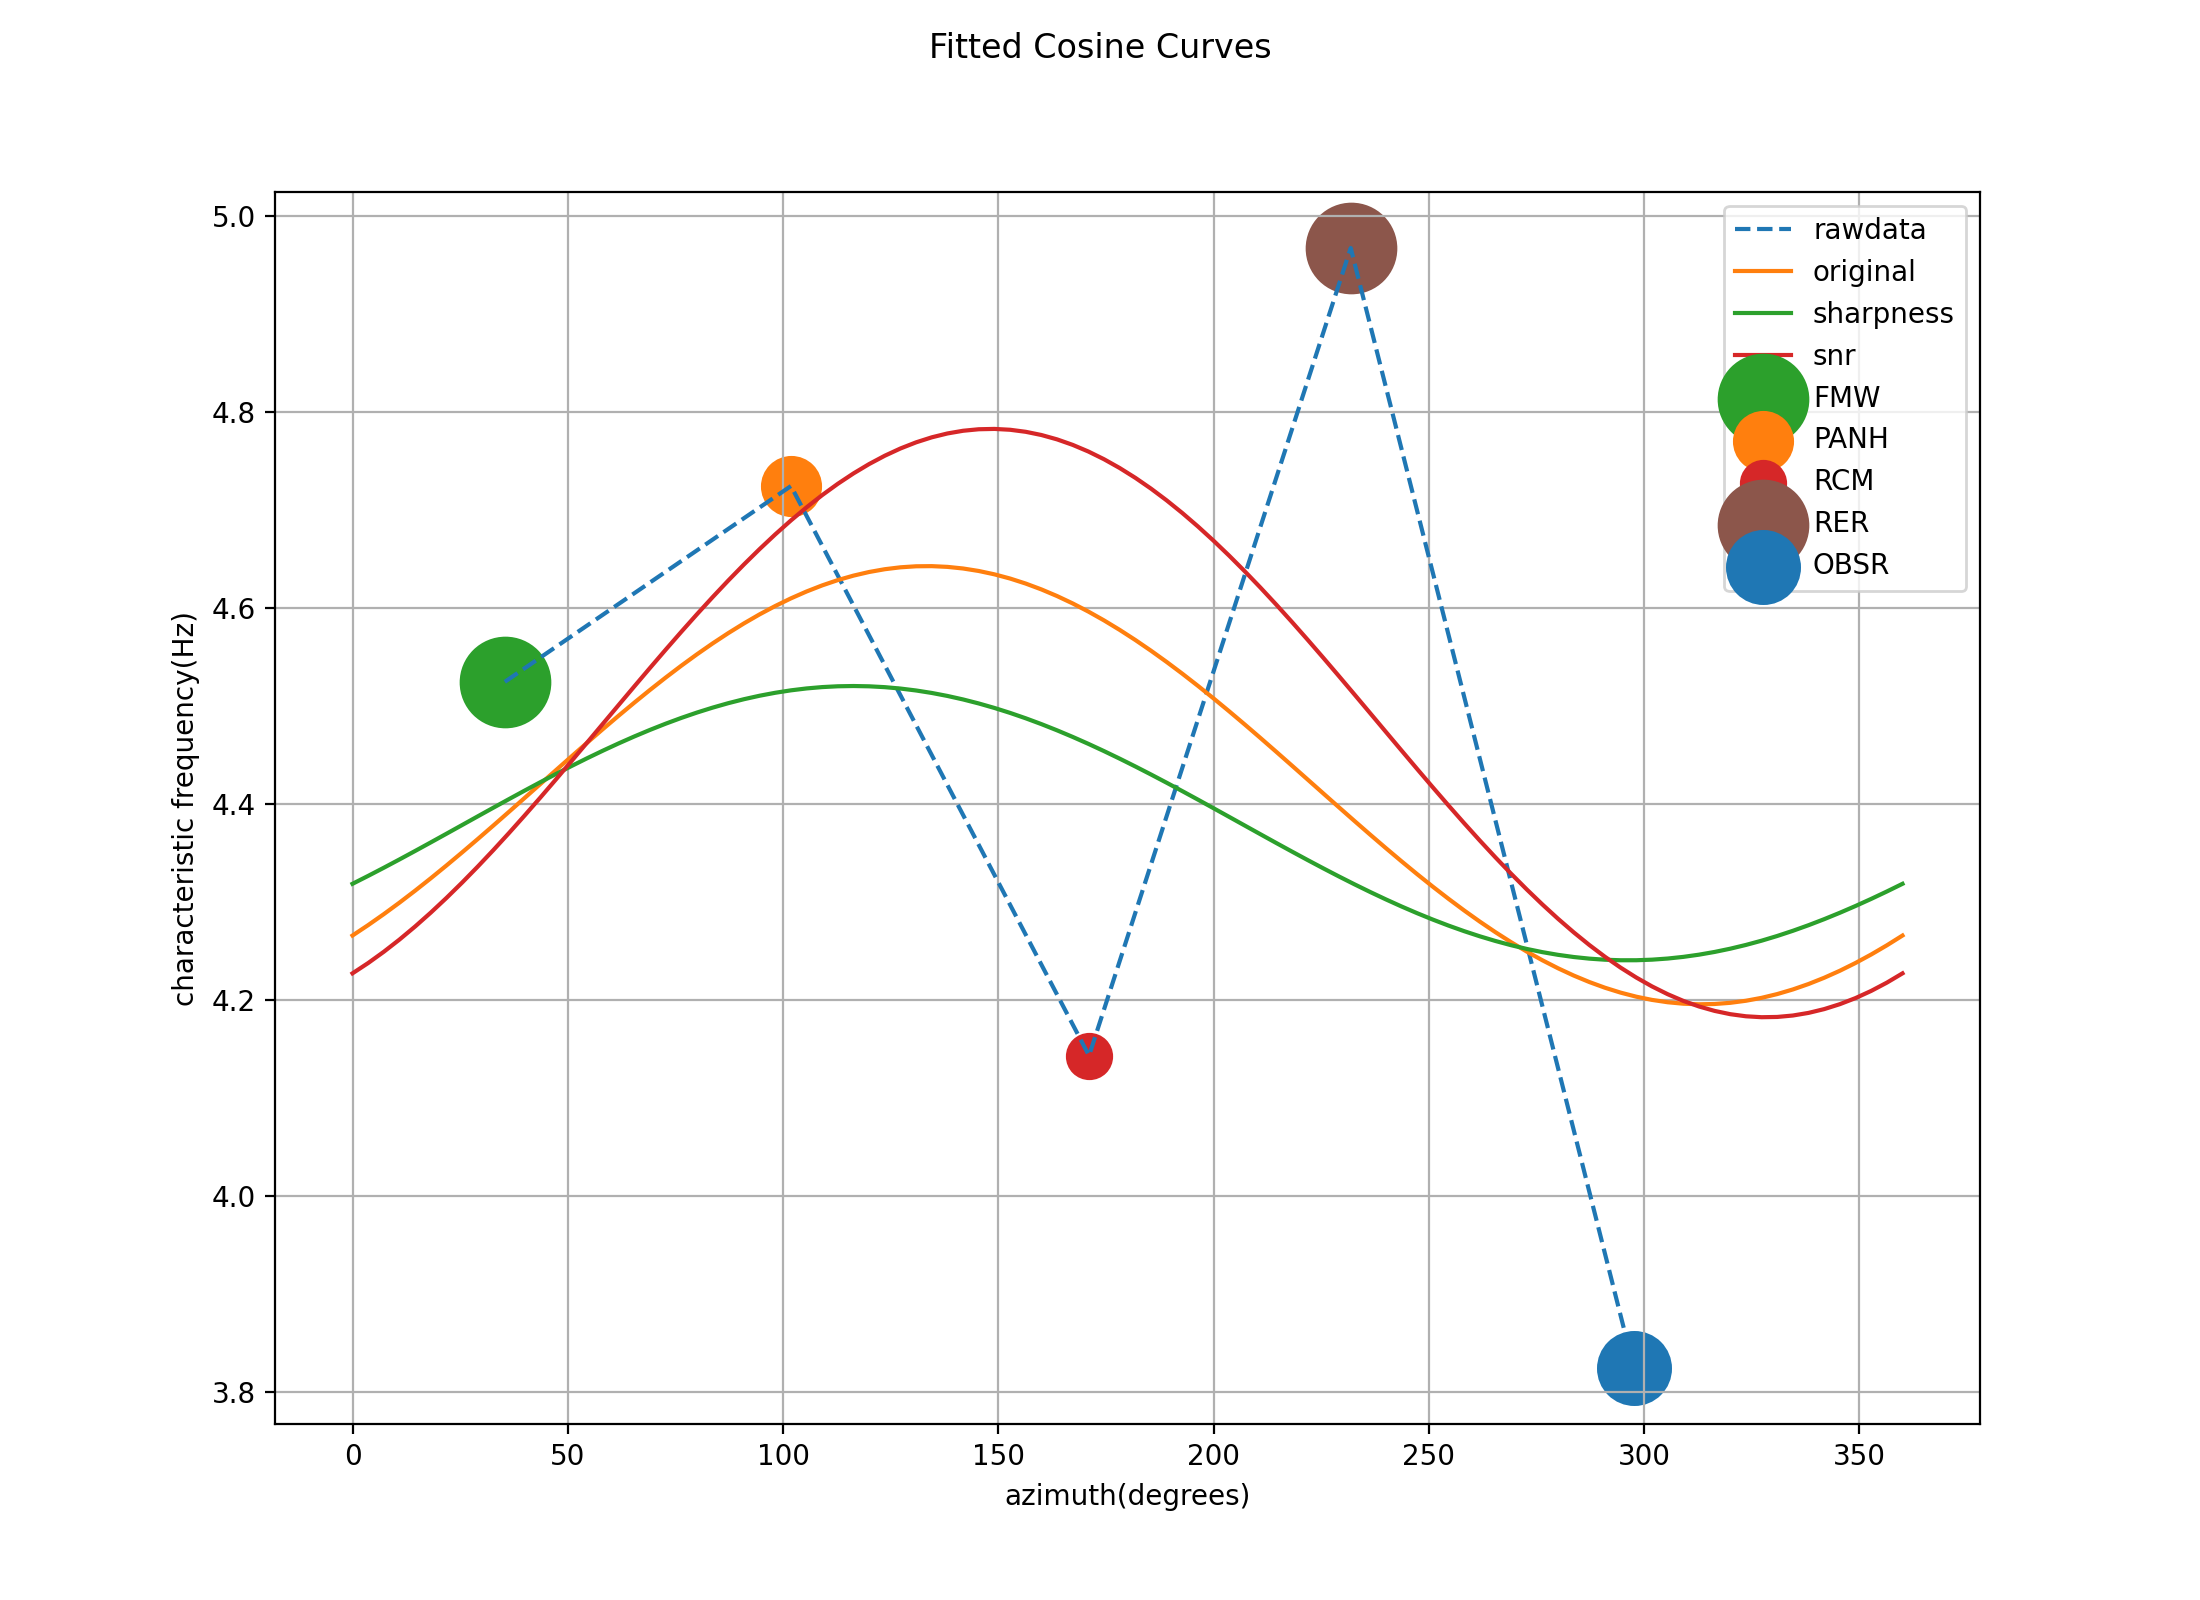 Fitted Cosine Curves
5.0
4.8
4.6
4.4
4.2
4.0
3.8
characteristic frequency(Hz)
rawdata
original
sharpness
snr
FMW
PANH
RCM
RER
OBSR
0 50 100 150 200 250 300 350
azimuth(degrees)